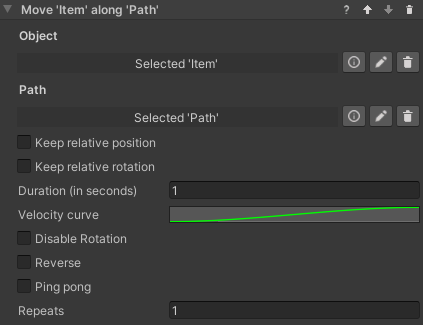 Move 'Item' along 'Path'
Object
Selected 'Item'
Path
Selected 'Path'
Keep relative position
Keep relative rotation
Duration (in seconds) 1
Velocity curve
Disable Rotation
Reverse
Ping pong
Repeats 1